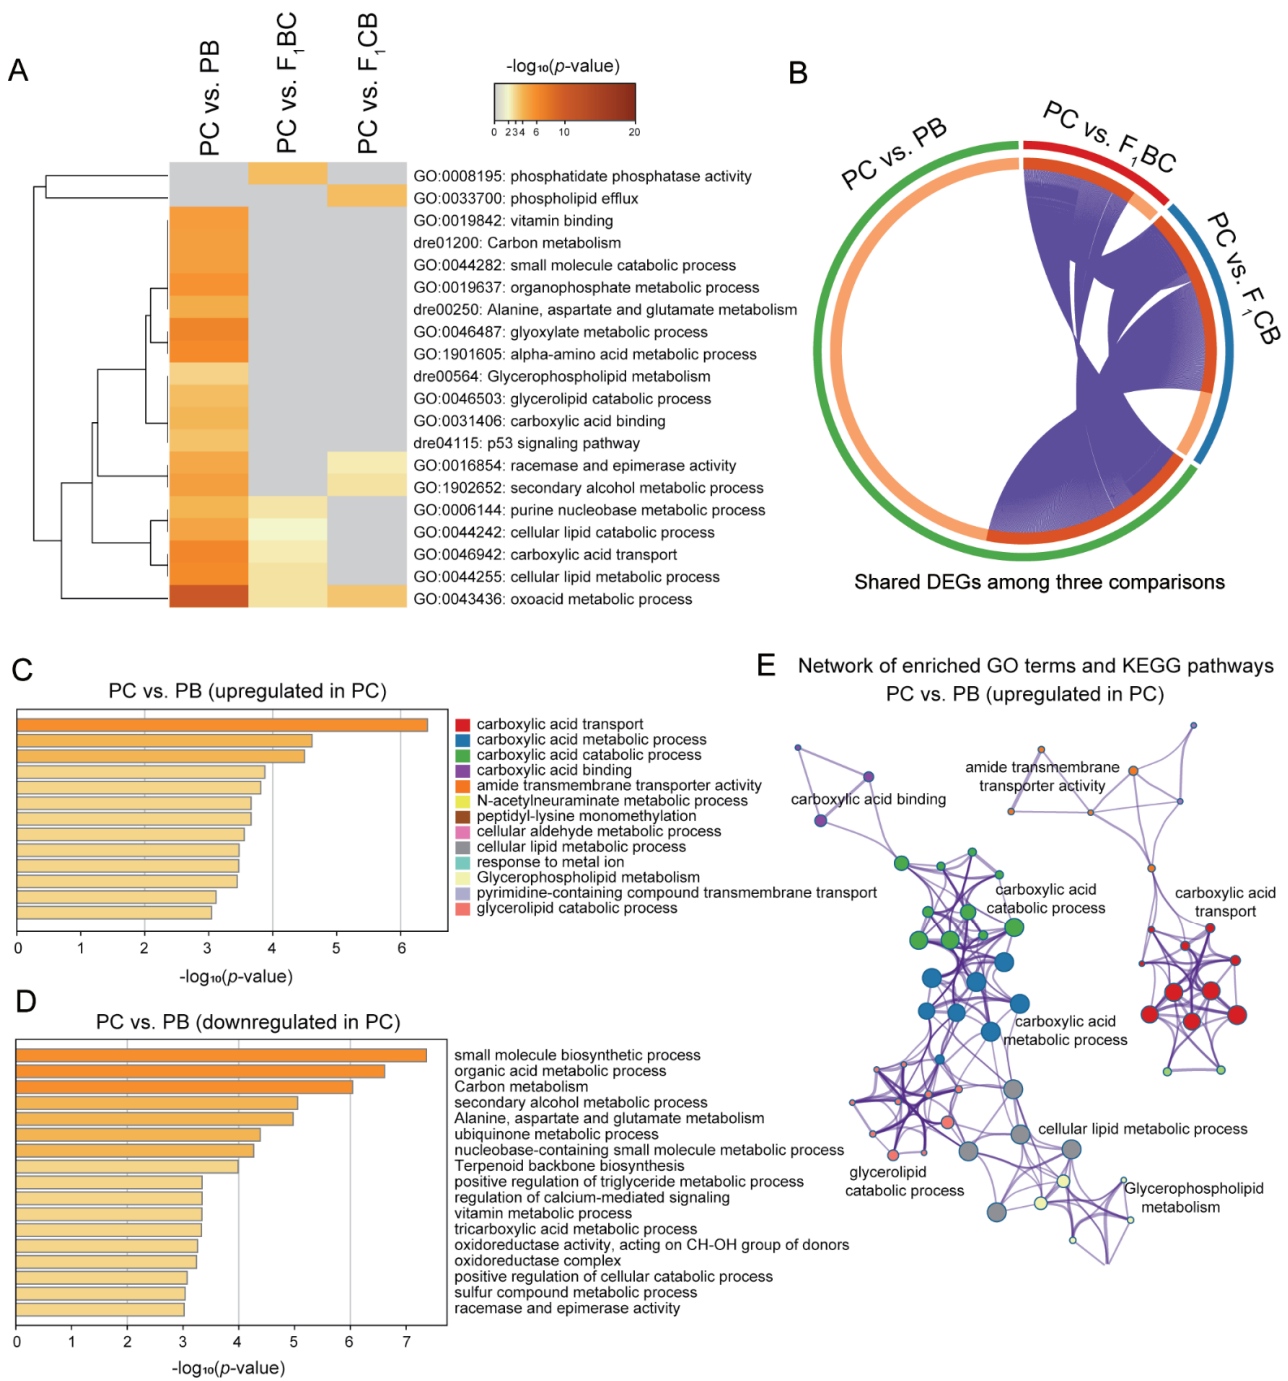 A
PC vs. PB
PC vs. F1BC
PC vs. F1CB
-log10(p-value)
0 2 3 4 6 10 20
GO:0008195: phosphatidate phosphatase activity
GO:0033700: phospholipid efflux
GO:0019842: vitamin binding
dre01200: Carbon metabolism
GO:0044282: small molecule catabolic process
GO:0019637: organophosphate metabolic process
dre00250: Alanine, aspartate and glutamate metabolism
GO:0046487: glyoxylate metabolic process
GO:1901605: alpha-amino acid metabolic process
dre00564: Glycerophospholipid metabolism
GO:0046503: glycerolipid catabolic process
GO:0031406: carboxylic acid binding
dre04115: p53 signaling pathway
GO:0016854: racemase and epimerase activity
GO:1902652: secondary alcohol metabolic process
GO:0006144: purine nucleobase metabolic process
GO:0044242: cellular lipid catabolic process
GO:0046942: carboxylic acid transport
GO:0044255: cellular lipid metabolic process
GO:0043436: oxoacid metabolic process
B
PC vs. PB
PC vs. F1BC
PC vs. F1CB
Shared DEGs among three comparisons
C
PC vs. PB (upregulated in PC)
carboxylic acid transport
carboxylic acid metabolic process
carboxylic acid catabolic process
carboxylic acid binding
amide transmembrane transporter activity
N-acetylneuraminate metabolic process
peptidyl-lysine monomethylation
cellular aldehyde metabolic process
cellular lipid metabolic process
response to metal ion
Glycerophospholipid metabolism
pyrimidine-containing compound transmembrane transport
glycerolipid catabolic process
0 1 2 3 4 5 6
-log10(p-value)
D
PC vs. PB (downregulated in PC)
small molecule biosynthetic process
organic acid metabolic process
Carbon metabolism
secondary alcohol metabolic process
Alanine, aspartate and glutamate metabolism
ubiquinone metabolic process
nucleobase-containing small molecule metabolic process
Terpenoid backbone biosynthesis
positive regulation of triglyceride metabolic process
regulation of calcium-mediated signaling
vitamin metabolic process
tricarboxylic acid metabolic process
oxidoreductase activity, acting on CH-OH group of donors
oxidoreductase complex
positive regulation of cellular catabolic process
sulfur compound metabolic process
racemase and epimerase activity
0 1 2 3 4 5 6 7
-log10(p-value)
E
Network of enriched GO terms and KEGG pathways
PC vs. PB (upregulated in PC)
amide transmembrane
transporter activity
carboxylic acid binding
carboxylic acid
catabolic process
carboxylic acid
transport
carboxylic acid
metabolic process
cellular lipid metabolic process
glycerolipid
catabolic process
Glycerophospholipid
metabolism